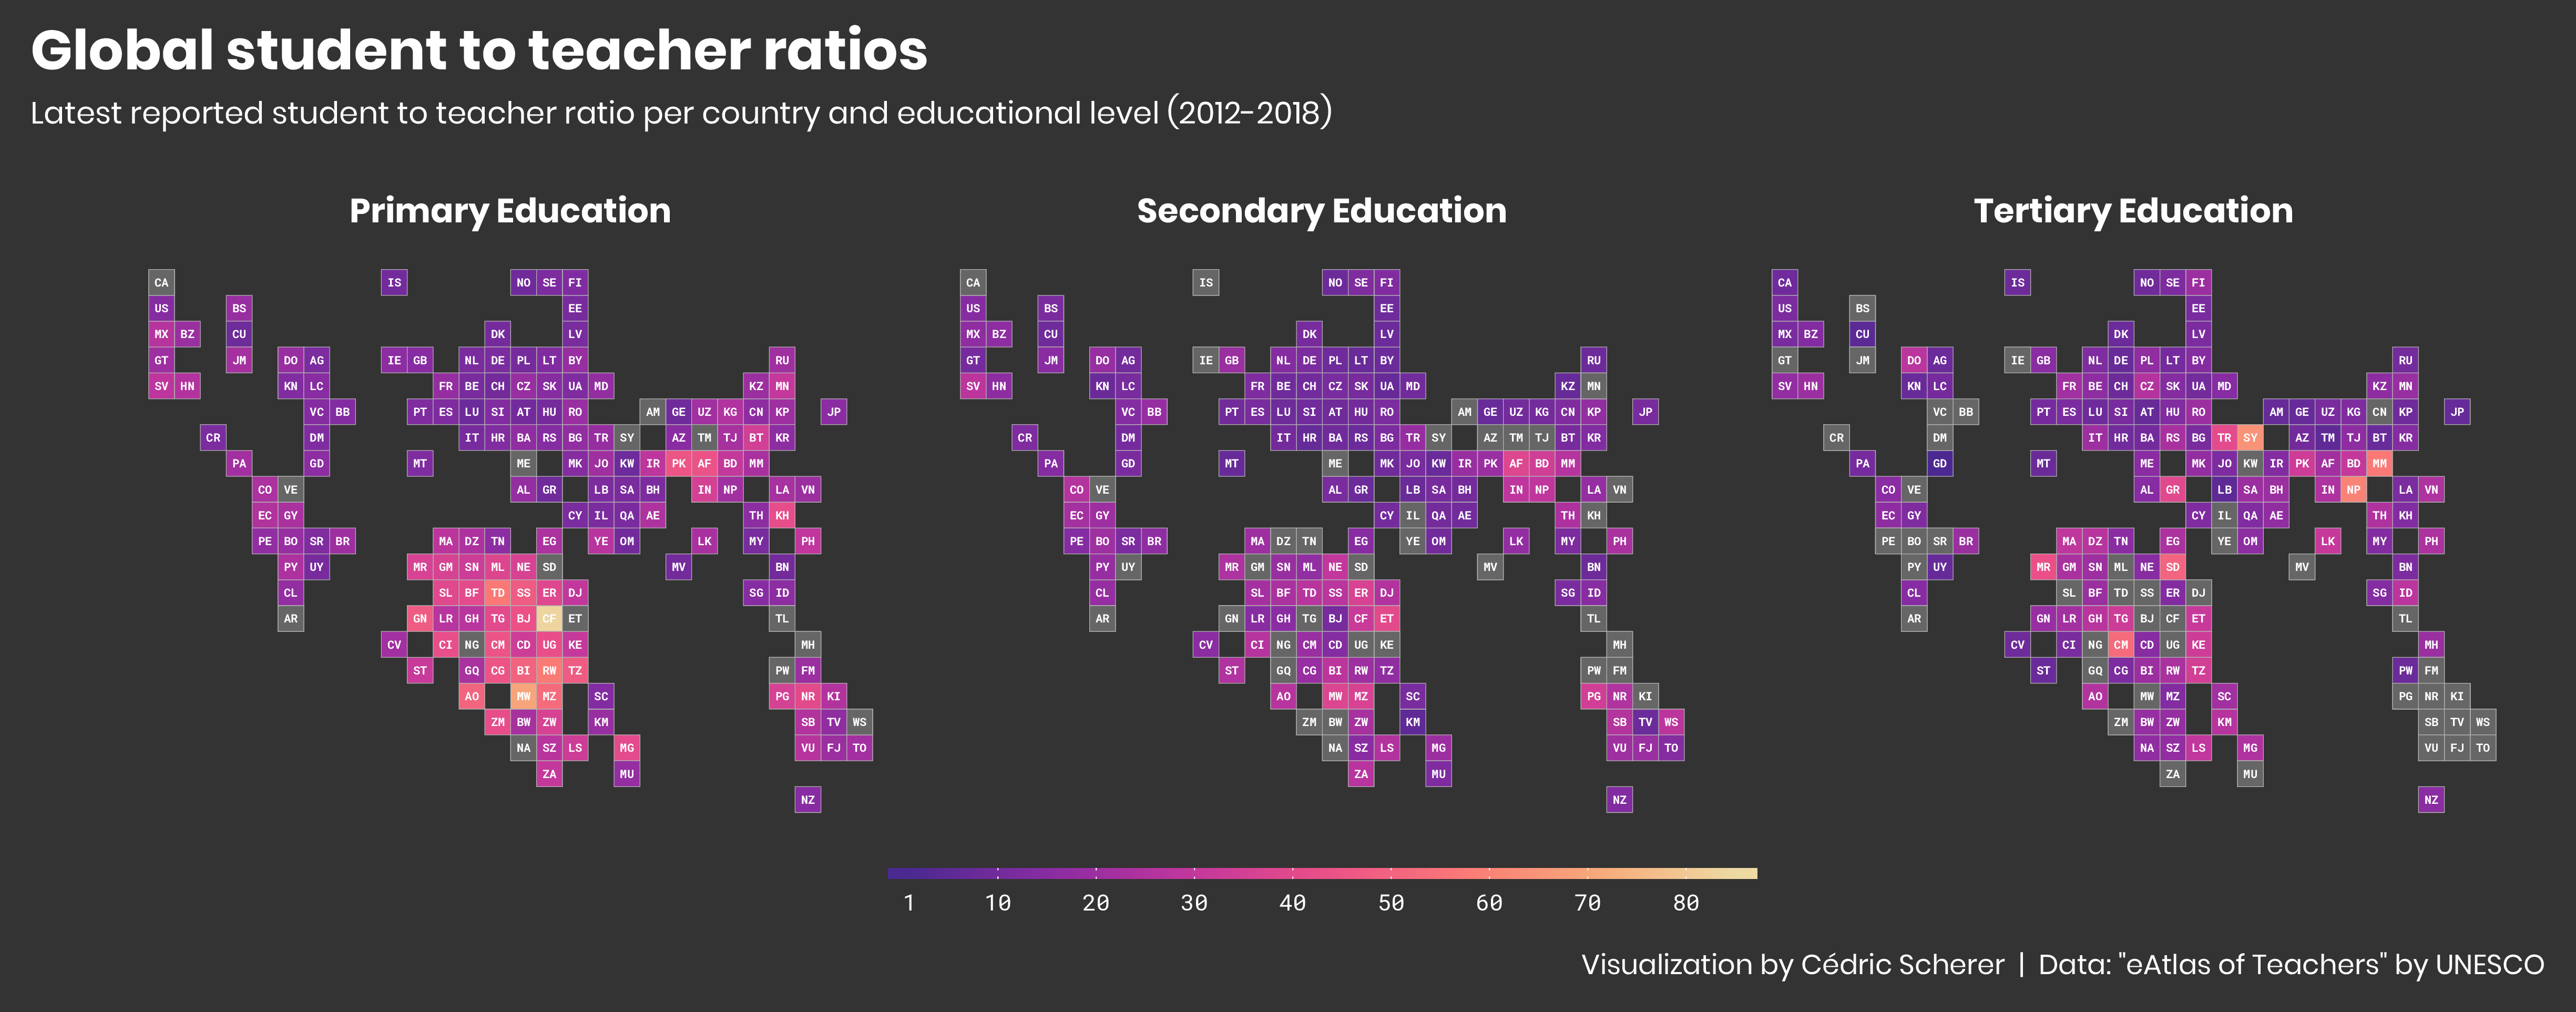 Global student to teacher ratios
Latest reported student to teacher ratio per country and educational level (2012-2018)
Primary Education
CA IS NO SE FI
US BS EE
MX BZ CU DK LV
GT JM DO AG IE GB NL DE PL LT BY RU
SV HN KN LC FR BE CH CZ SK UA MD KZ MN
VC BB PT ES LU SI AT HU RO AM GE UZ KG CN KP JP
CR DM IT HR BA RS BG TR SY AZ TM TJ BT KR
PA GD MT ME MK JO KW IR PK AF BD MM
CO VE AL GR LB SA BH IN NP LA VN
EC GY CY IL QA AE TH KH
PE BO SR BR MA DZ TN EG YE OM LK MY PH
PY UY MR GM SN ML NE SD MV BN
CL SL BF TD SS ER DJ SG ID
AR GN LR GH TG BJ CF ET TL
CV CI NG CM CD UG KE MH
ST GQ CG BI RW TZ PW FM
AO MW MZ SC PG NR KI
ZM BW ZW KM SB TV WS
NA SZ LS MG VU FJ TO
ZA MU
NZ
Secondary Education
CA IS NO SE FI
US BS EE
MX BZ CU DK LV
GT JM DO AG IE GB NL DE PL LT BY RU
SV HN KN LC FR BE CH CZ SK UA MD KZ MN
VC BB PT ES LU SI AT HU RO AM GE UZ KG CN KP JP
CR DM IT HR BA RS BG TR SY AZ TM TJ BT KR
PA GD MT ME MK JO KW IR PK AF BD MM
CO VE AL GR LB SA BH IN NP LA VN
EC GY CY IL QA AE TH KH
PE BO SR BR MA DZ TN EG YE OM LK MY PH
PY UY MR GM SN ML NE SD MV BN
CL SL BF TD SS ER DJ SG ID
AR GN LR GH TG BJ CF ET TL
CV CI NG CM CD UG KE MH
ST GQ CG BI RW TZ PW FM
AO MW MZ SC PG NR KI
ZM BW ZW KM SB TV WS
NA SZ LS MG VU FJ TO
ZA MU
NZ
Tertiary Education
CA IS NO SE FI
US BS EE
MX BZ CU DK LV
GT JM DO AG IE GB NL DE PL LT BY RU
SV HN KN LC FR BE CH CZ SK UA MD KZ MN
VC BB PT ES LU SI AT HU RO AM GE UZ KG CN KP JP
CR DM IT HR BA RS BG TR SY AZ TM TJ BT KR
PA GD MT ME MK JO KW IR PK AF BD MM
CO VE AL GR LB SA BH IN NP LA VN
EC GY CY IL QA AE TH KH
PE BO SR BR MA DZ TN EG YE OM LK MY PH
PY UY MR GM SN ML NE SD MV BN
CL SL BF TD SS ER DJ SG ID
AR GN LR GH TG BJ CF ET TL
CV CI NG CM CD UG KE MH
ST GQ CG BI RW TZ PW FM
AO MW MZ SC PG NR KI
ZM BW ZW KM SB TV WS
NA SZ LS MG VU FJ TO
ZA MU
NZ
1 10 20 30 40 50 60 70 80
Visualization by Cédric Scherer | Data: "eAtlas of Teachers" by UNESCO